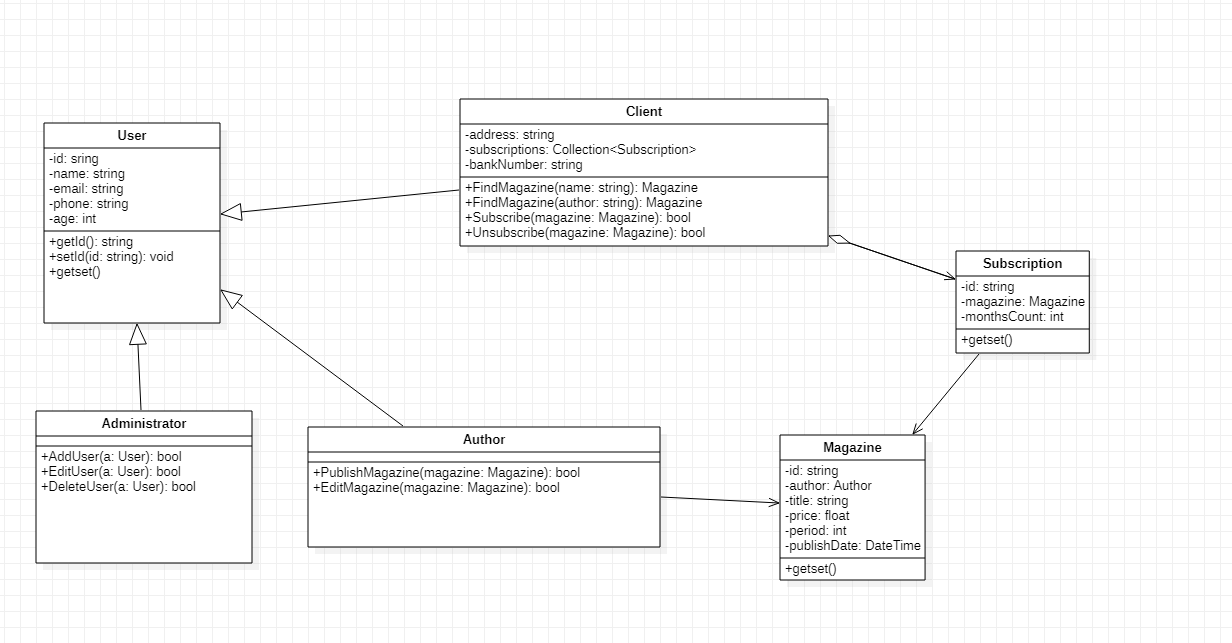 Client
-address: string
-subscriptions: Collection<Subscription>
-bankNumber: string
+FindMagazine(name: string): Magazine
+FindMagazine(author: string): Magazine
+Subscribe(magazine: Magazine): bool
+Unsubscribe(magazine: Magazine): bool
User
-id: sring
-name: string
-email: string
-phone: string
-age: int
+getId(): string
+setId(id: string): void
+getset()
Subscription
-id: string
-magazine: Magazine
-monthsCount: int
+getset()
Administrator
+AddUser(a: User): bool
+EditUser(a: User): bool
+DeleteUser(a: User): bool
Author
+PublishMagazine(magazine: Magazine): bool
+EditMagazine(magazine: Magazine): bool
Magazine
-id: string
-author: Author
-title: string
-price: float
-period: int
-publishDate: DateTime
+getset()